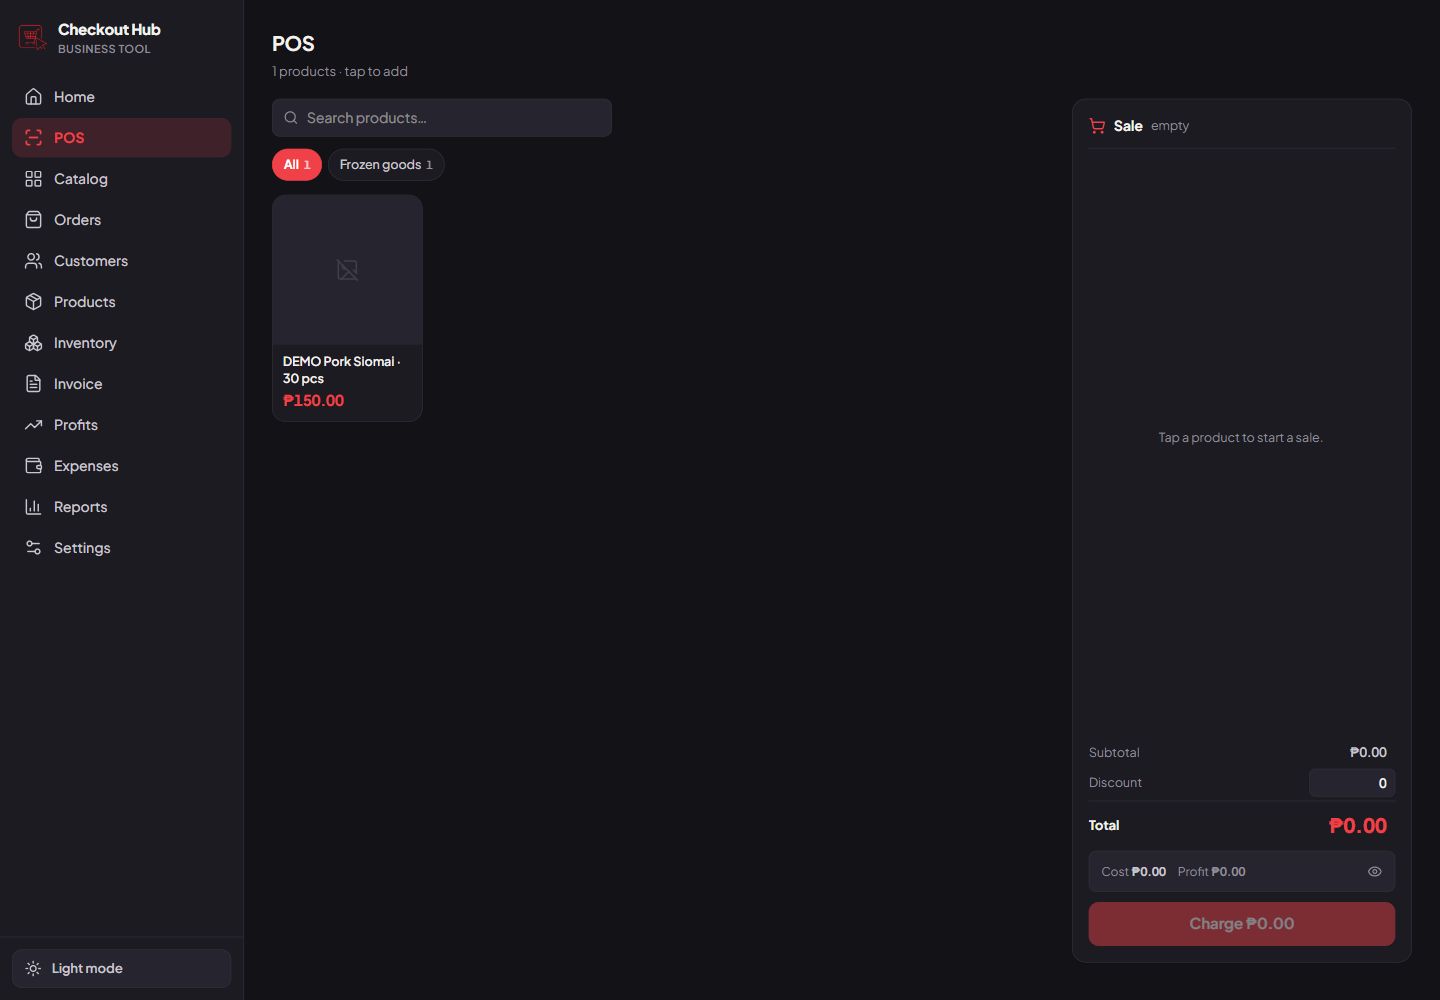 Checkout Hub
BUSINESS TOOL
Home
POS
Catalog
Orders
Customers
Products
Inventory
Invoice
Profits
Expenses
Reports
Settings
Light mode
POS
1 products · tap to add
Search products...
All 1
Frozen goods 1
DEMO Pork Siomai ·
30 pcs
₱150.00
Sale empty
Tap a product to start a sale.
Subtotal ₱0.00
Discount 0
Total ₱0.00
Cost ₱0.00 Profit ₱0.00
Charge ₱0.00